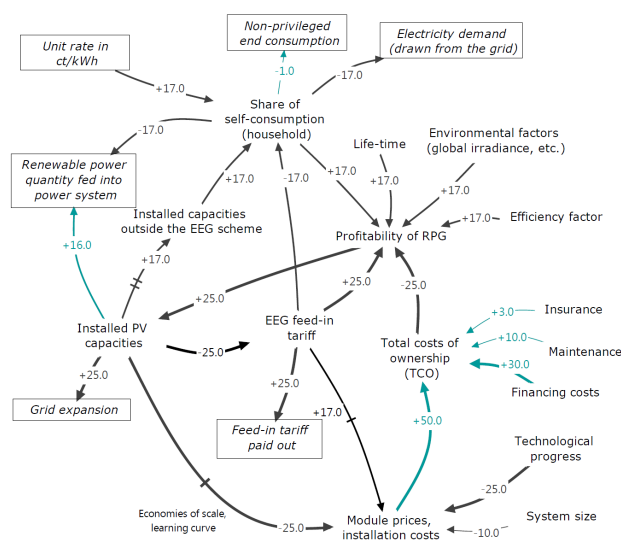 Non-privileged
end consumption
Electricity demand
(drawn from the grid)
Unit rate in
ct/kWh
-1.0
-17.0
+17.0
Share of
self-consumption
(household)
-17.0
Life-time
Environmental factors
(global irradiance, etc.)
Renewable power
quantity fed into
power system
+17.0
-17.0
+17.0
+17.0
+17.0
Installed capacities
outside the EEG scheme
+17.0
Efficiency factor
Profitability of RPG
+16.0
+17.0
+25.0
+25.0
-25.0
Installed PV
capacities
EEG feed-in
tariff
Total costs of
ownership
(TCO)
+3.0
Insurance
+10.0
Maintenance
-25.0
+30.0
Financing costs
+25.0
+25.0
Grid expansion
+17.0
+50.0
Feed-in tariff
paid out
Technological
progress
-25.0
Economies of scale,
learning curve
-25.0
Module prices,
installation costs
-10.0
System size